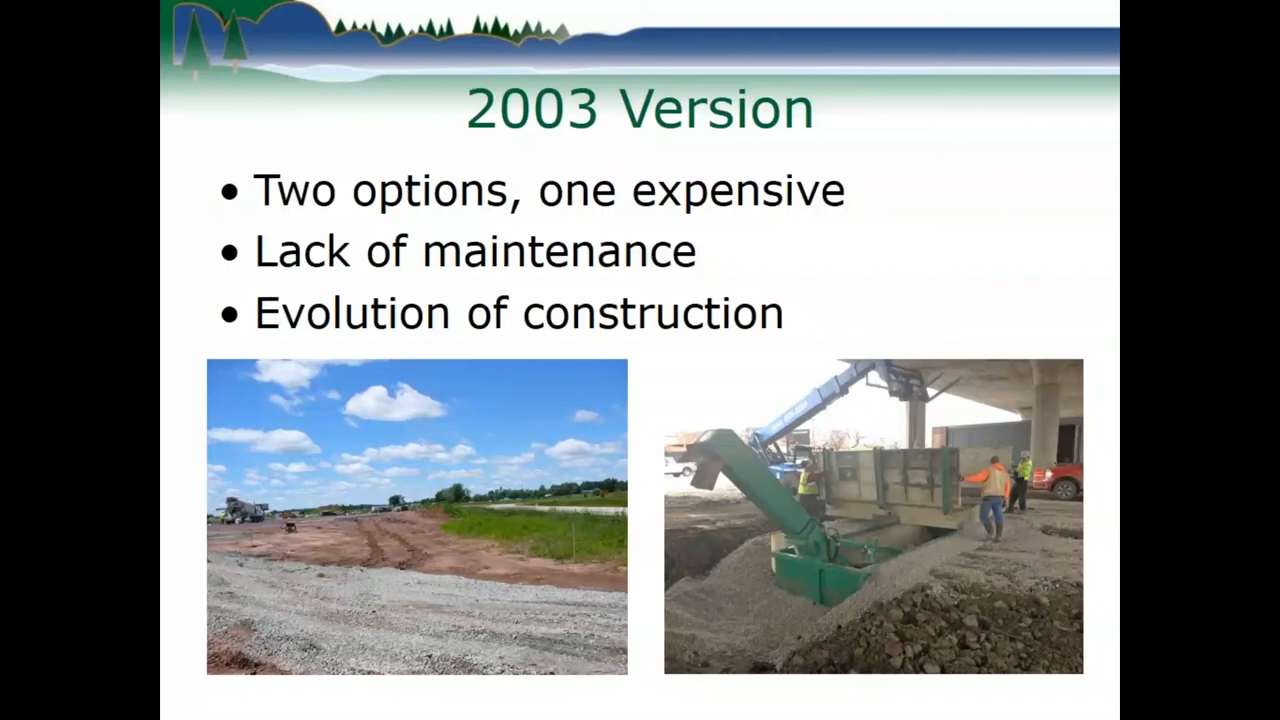 2003 Version
• Two options, one expensive
• Lack of maintenance
• Evolution of construction